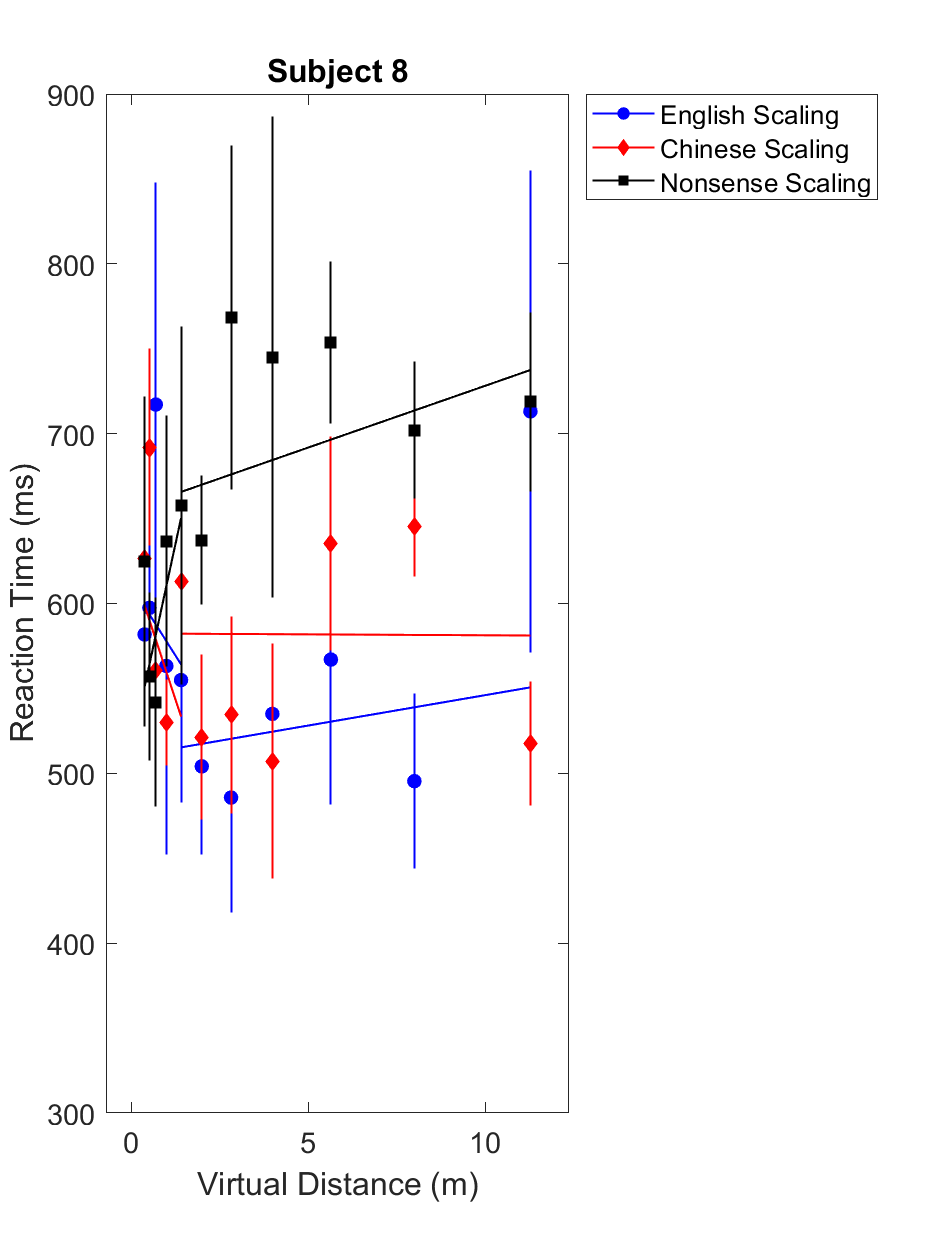 Subject 8
900
800
700
600
500
400
300
0
5
10
Reaction Time (ms)
Virtual Distance (m)
English Scaling
Chinese Scaling
Nonsense Scaling